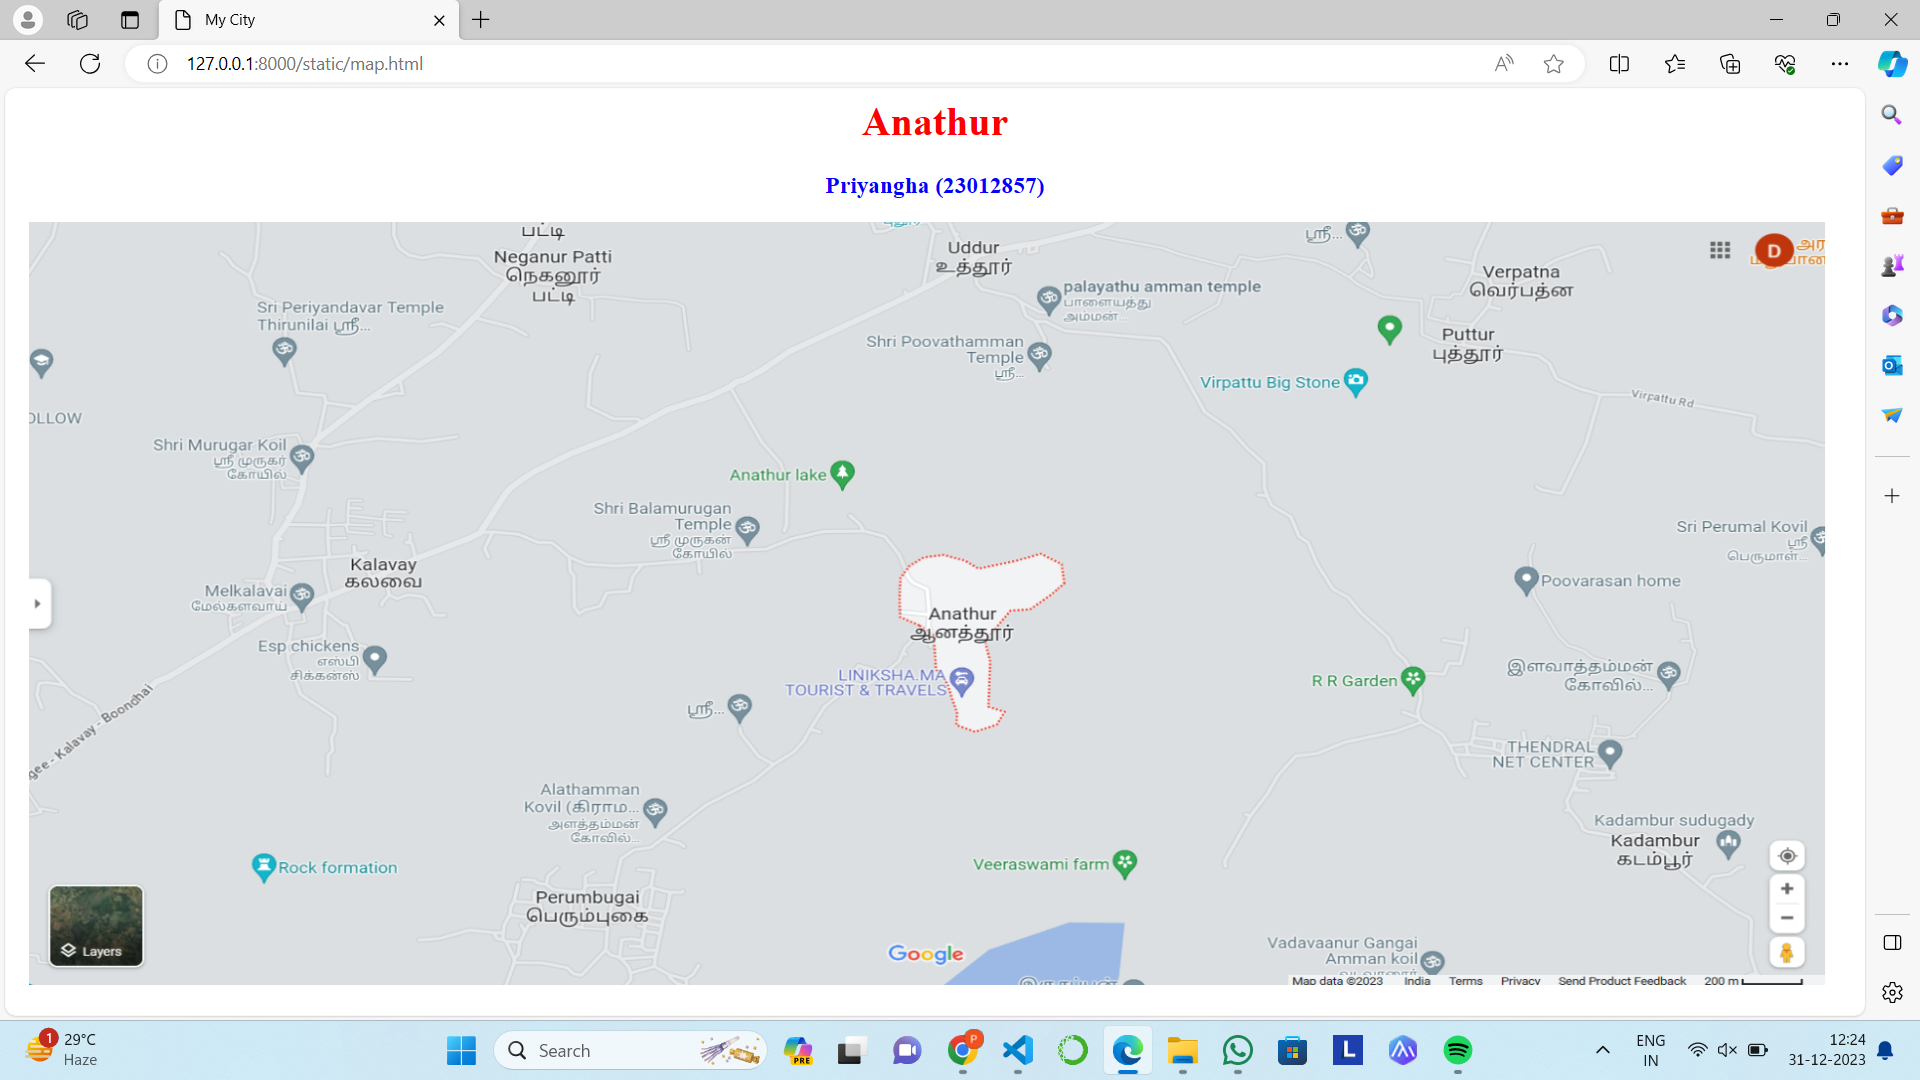 My City
127.0.0.1:8000/static/map.html
Anathur
Priyangha (23012857)
பட்டி
Neganur Patti
நெகனூர்
பட்டி
Uddur
உத்தூர்
ஸ்ரீ...
D
Verpatna
வெர்பத்ன
palayathu amman temple
பாளையத்து
அம்மன்...
Sri Periyandavar Temple
Thirunilai ஸ்ரீ...
Shri Poovathamman
Temple
ஸ்ரீ...
Puttur
புத்தூர்
Virpattu Big Stone
Virpattu Rd
OLLOW
Shri Murugar Koil
ஸ்ரீ முருகர்
கோயில்
Anathur lake
Shri Balamurugan
Temple
ஸ்ரீ முருகன்
கோயில்
Sri Perumal Kovil
ஸ்ரீ
பெருமாள்...
Kalavay
கலவை
Melkalavai
மேல்களவாய்
Poovarasan home
Anathur
ஆனத்தூர்
Esp chickens
எஸ்பி
சிக்கன்ஸ்
LINIKSHA.MA
TOURIST & TRAVELS
R R Garden
இளவாத்தம்மன்
கோவில்...
ஸ்ரீ...
gee - Kalavay - Boondhai
THENDRAL
NET CENTER
Alathamman
Kovil (கிராம...
அளத்தம்மன்
கோவில்...
Kadambur sudugady
Kadambur
கடம்பூர்
Rock formation
Veeraswami farm
Perumbugai
பெரும்புகை
Layers
Google
Vadavaanur Gangai
Amman koil
Map data ©2023 India Terms Privacy Send Product Feedback 200 m
1
29°C
Haze
Search
PRE
P
L
ENG
IN
12:24
31-12-2023